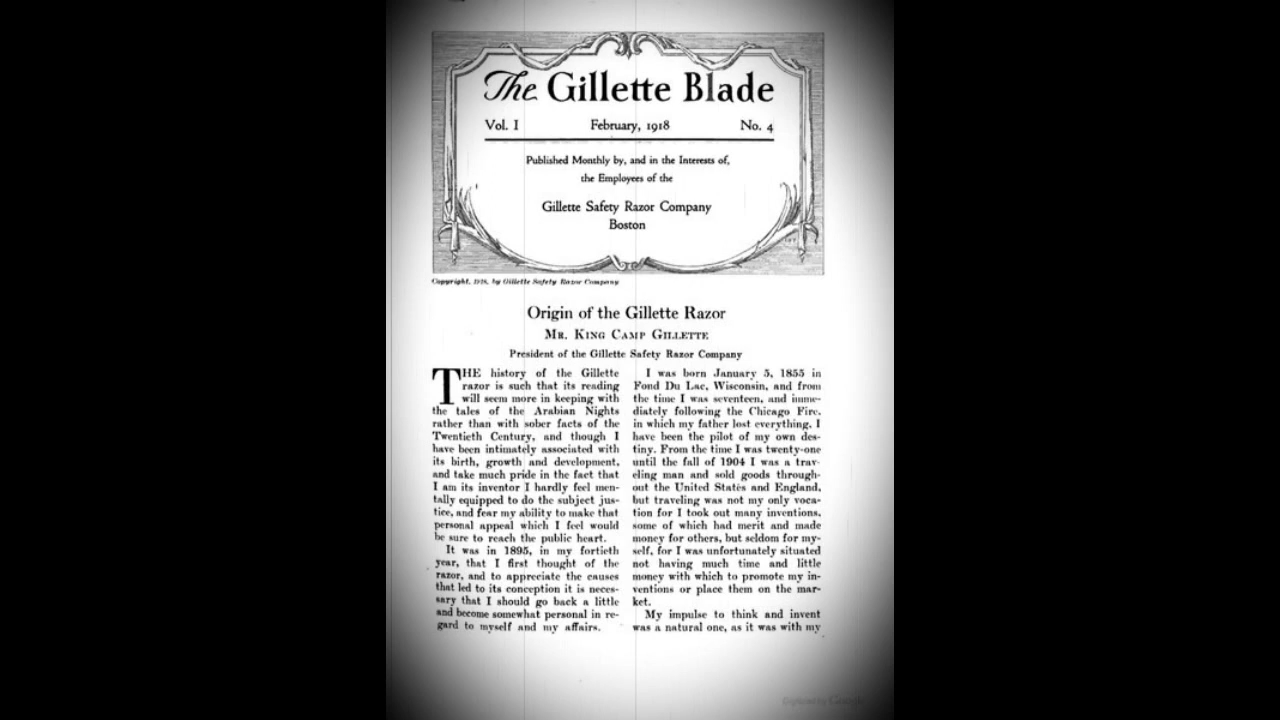 The Gillette Blade
Vol. I February, 1918 No. 4
Published Monthly by, and in the Interests of,
the Employees of the
Gillette Safety Razor Company
Boston
Copyright, 1918, by Gillette Safety Razor Company
Origin of the Gillette Razor
MR. KING CAMP GILLETTE
President of the Gillette Safety Razor Company
THE history of the Gillette
razor is such that its reading
will seem more in keeping with
the tales of the Arabian Nights
rather than with sober facts of the
Twentieth Century, and though I
have been intimately associated with
its birth, growth and development,
and take much pride in the fact that
I am its inventor I hardly feel men-
tally equipped to do the subject jus-
tice, and fear my ability to make that
personal appeal which I feel would
be sure to reach the public heart.
It was in 1895, in my fortieth
year, that I first thought of the
razor, and to appreciate the causes
that led to its conception it is neces-
sary that I should go back a little
and become somewhat personal in re-
gard to myself and my affairs.
I was born January 5, 1855 in
Fond Du Lac, Wisconsin, and from
the time I was seventeen, and imme-
diately following the Chicago Fire,
in which my father lost everything, I
have been the pilot of my own des-
tiny. From the time I was twenty-one
until the fall of 1904 I was a trav-
eling man and sold goods through-
out the United States and England,
but traveling was not my only voca-
tion for I took out many inventions,
some of which had merit and made
money for others, but seldom for my-
self, for I was unfortunately situated
not having much time and little
money with which to promote my in-
ventions or place them on the mar-
ket.
My impulse to think and invent
was a natural one, as it was with my
Digitized by Google